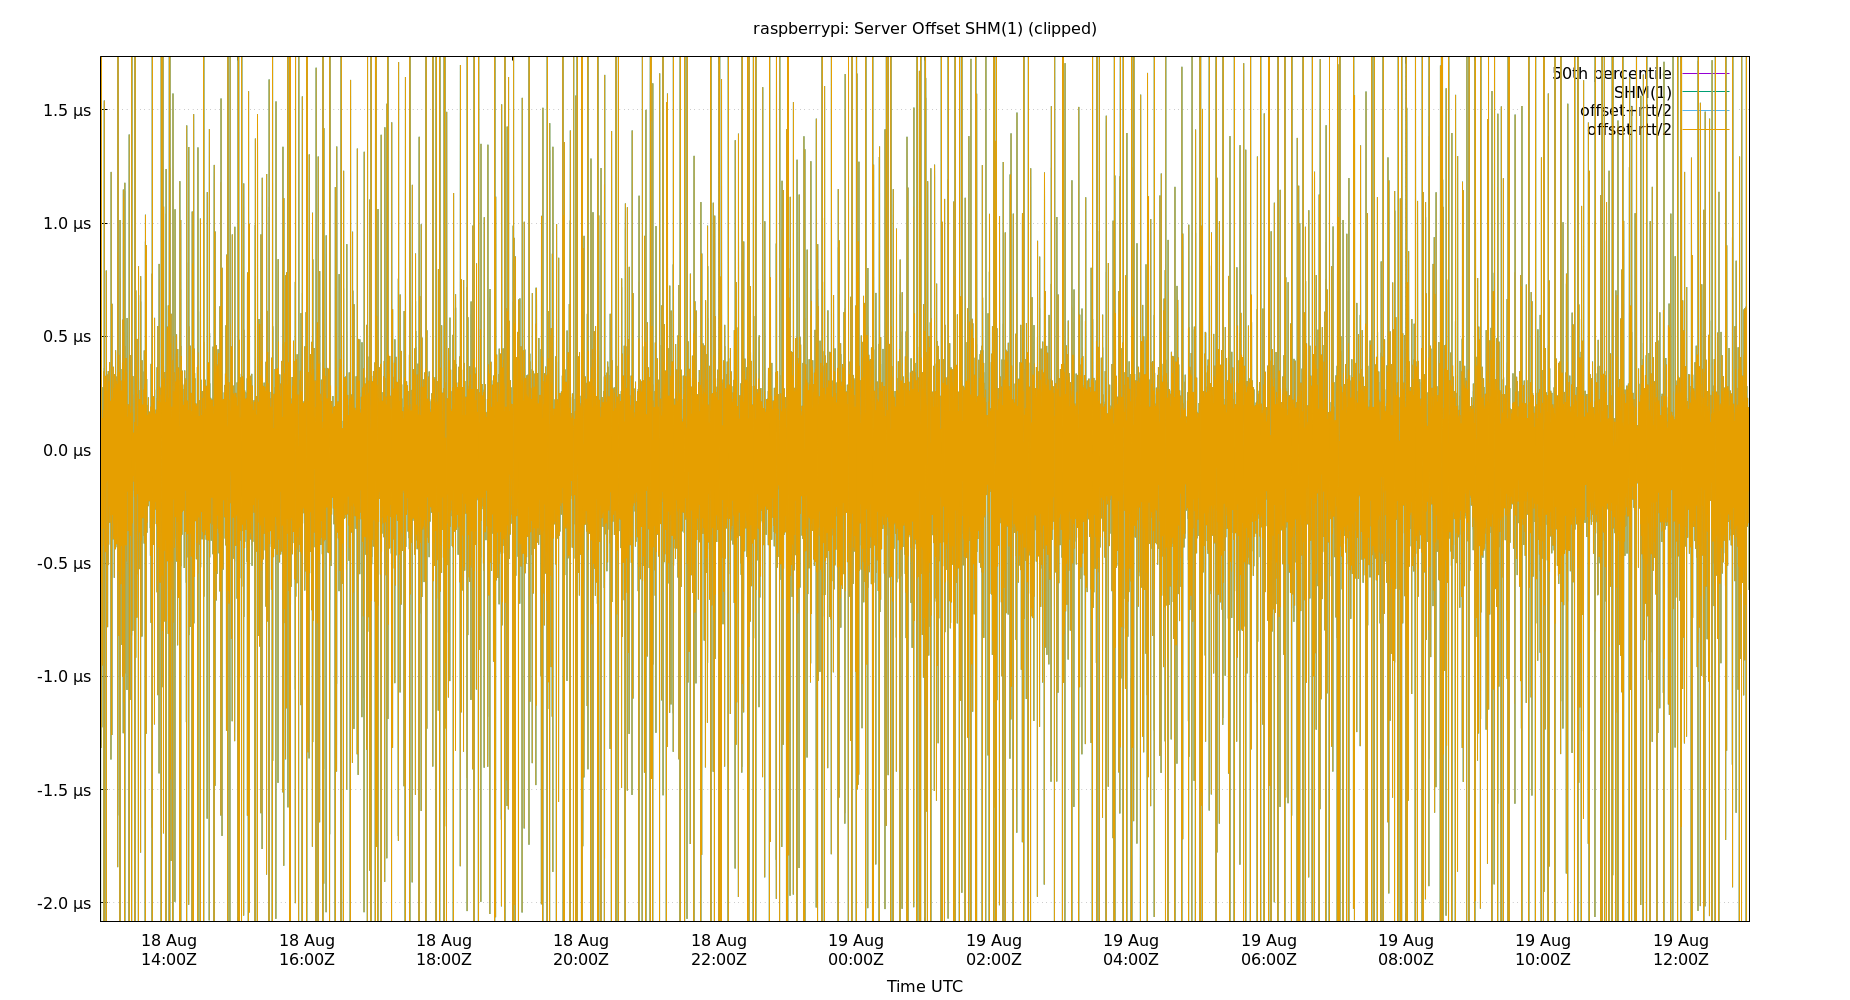 raspberrypi: Server Offset SHM(1) (clipped)
50th percentile
SHM(1)
offset+rtt/2
offset-rtt/2
1.5 µs
1.0 µs
0.5 µs
0.0 µs
-0.5 µs
-1.0 µs
-1.5 µs
-2.0 µs
18 Aug 18 Aug 18 Aug 18 Aug 18 Aug 19 Aug 19 Aug 19 Aug 19 Aug 19 Aug 19 Aug 19 Aug
14:00Z 16:00Z 18:00Z 20:00Z 22:00Z 00:00Z 02:00Z 04:00Z 06:00Z 08:00Z 10:00Z 12:00Z
Time UTC